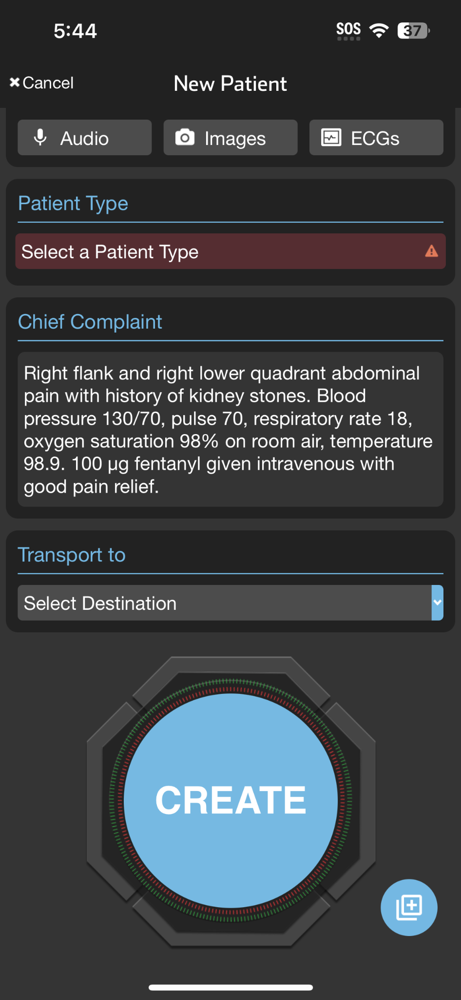 5:44
SOS
37
Cancel
New Patient
Audio
Images
ECGs
Patient Type
Select a Patient Type
Chief Complaint
Right flank and right lower quadrant abdominal
pain with history of kidney stones. Blood
pressure 130/70, pulse 70, respiratory rate 18,
oxygen saturation 98% on room air, temperature
98.9. 100 µg fentanyl given intravenous with
good pain relief.
Transport to
Select Destination
CREATE